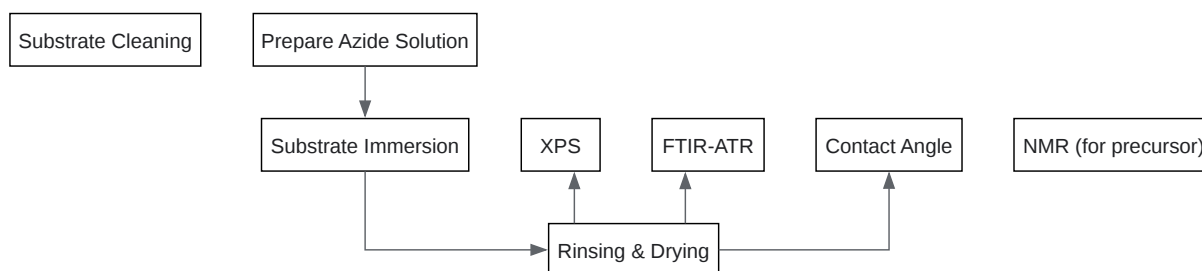 Substrate Cleaning
Prepare Azide Solution
Substrate Immersion
XPS
FTIR-ATR
Contact Angle
NMR (for precursor)
Rinsing & Drying